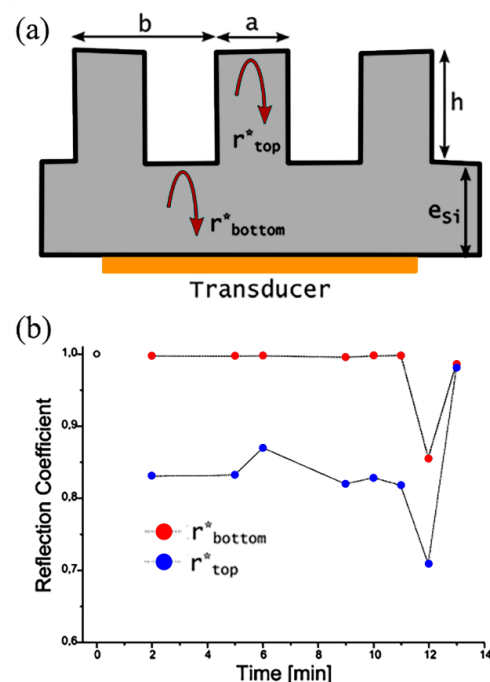 (a)
b
a
h
r*top
r*bottom
eSi
Transducer
(b)
Reflection Coefficient
1,0
0,9
0,8
0,7
0,6
r*bottom
r*top
0 2 4 6 8 10 12 14
Time [min]